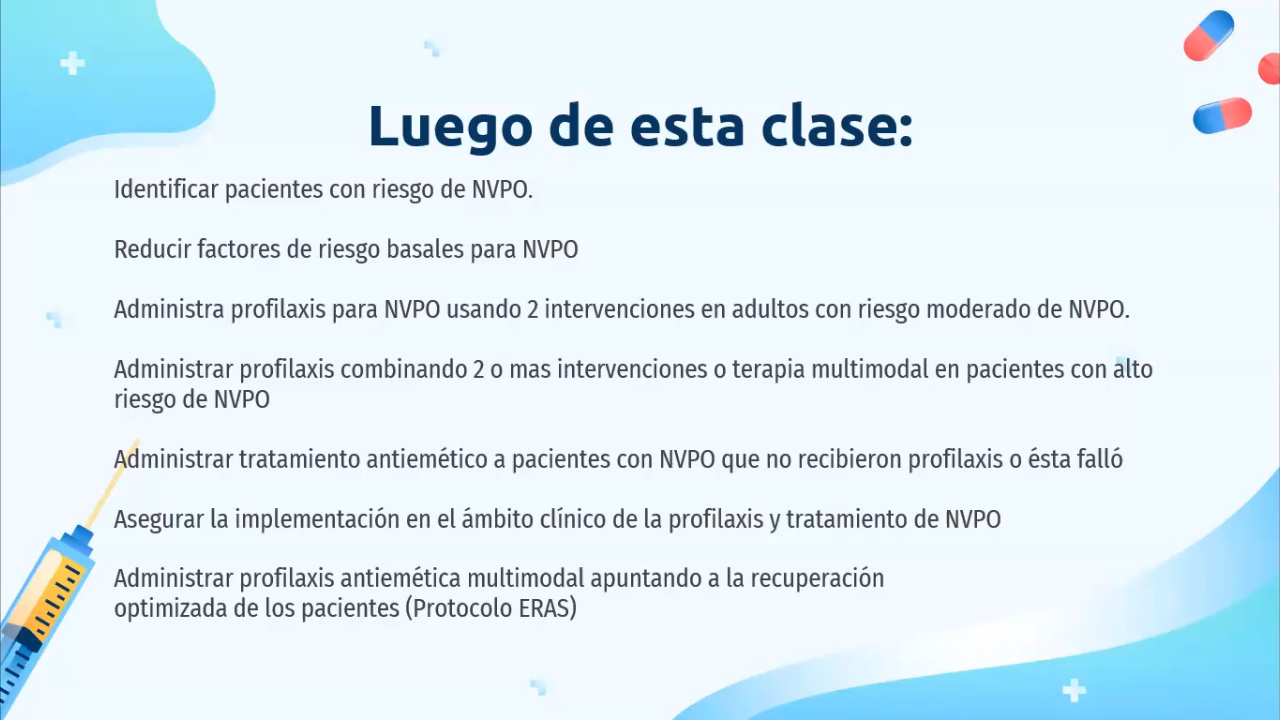 Luego de esta clase:
Identificar pacientes con riesgo de NVPO.
Reducir factores de riesgo basales para NVPO
Administra profilaxis para NVPO usando 2 intervenciones en adultos con riesgo moderado de NVPO.
Administrar profilaxis combinando 2 o mas intervenciones o terapia multimodal en pacientes con alto
riesgo de NVPO
Administrar tratamiento antiemético a pacientes con NVPO que no recibieron profilaxis o ésta falló
Asegurar la implementación en el ámbito clínico de la profilaxis y tratamiento de NVPO
Administrar profilaxis antiemética multimodal apuntando a la recuperación
optimizada de los pacientes (Protocolo ERAS)